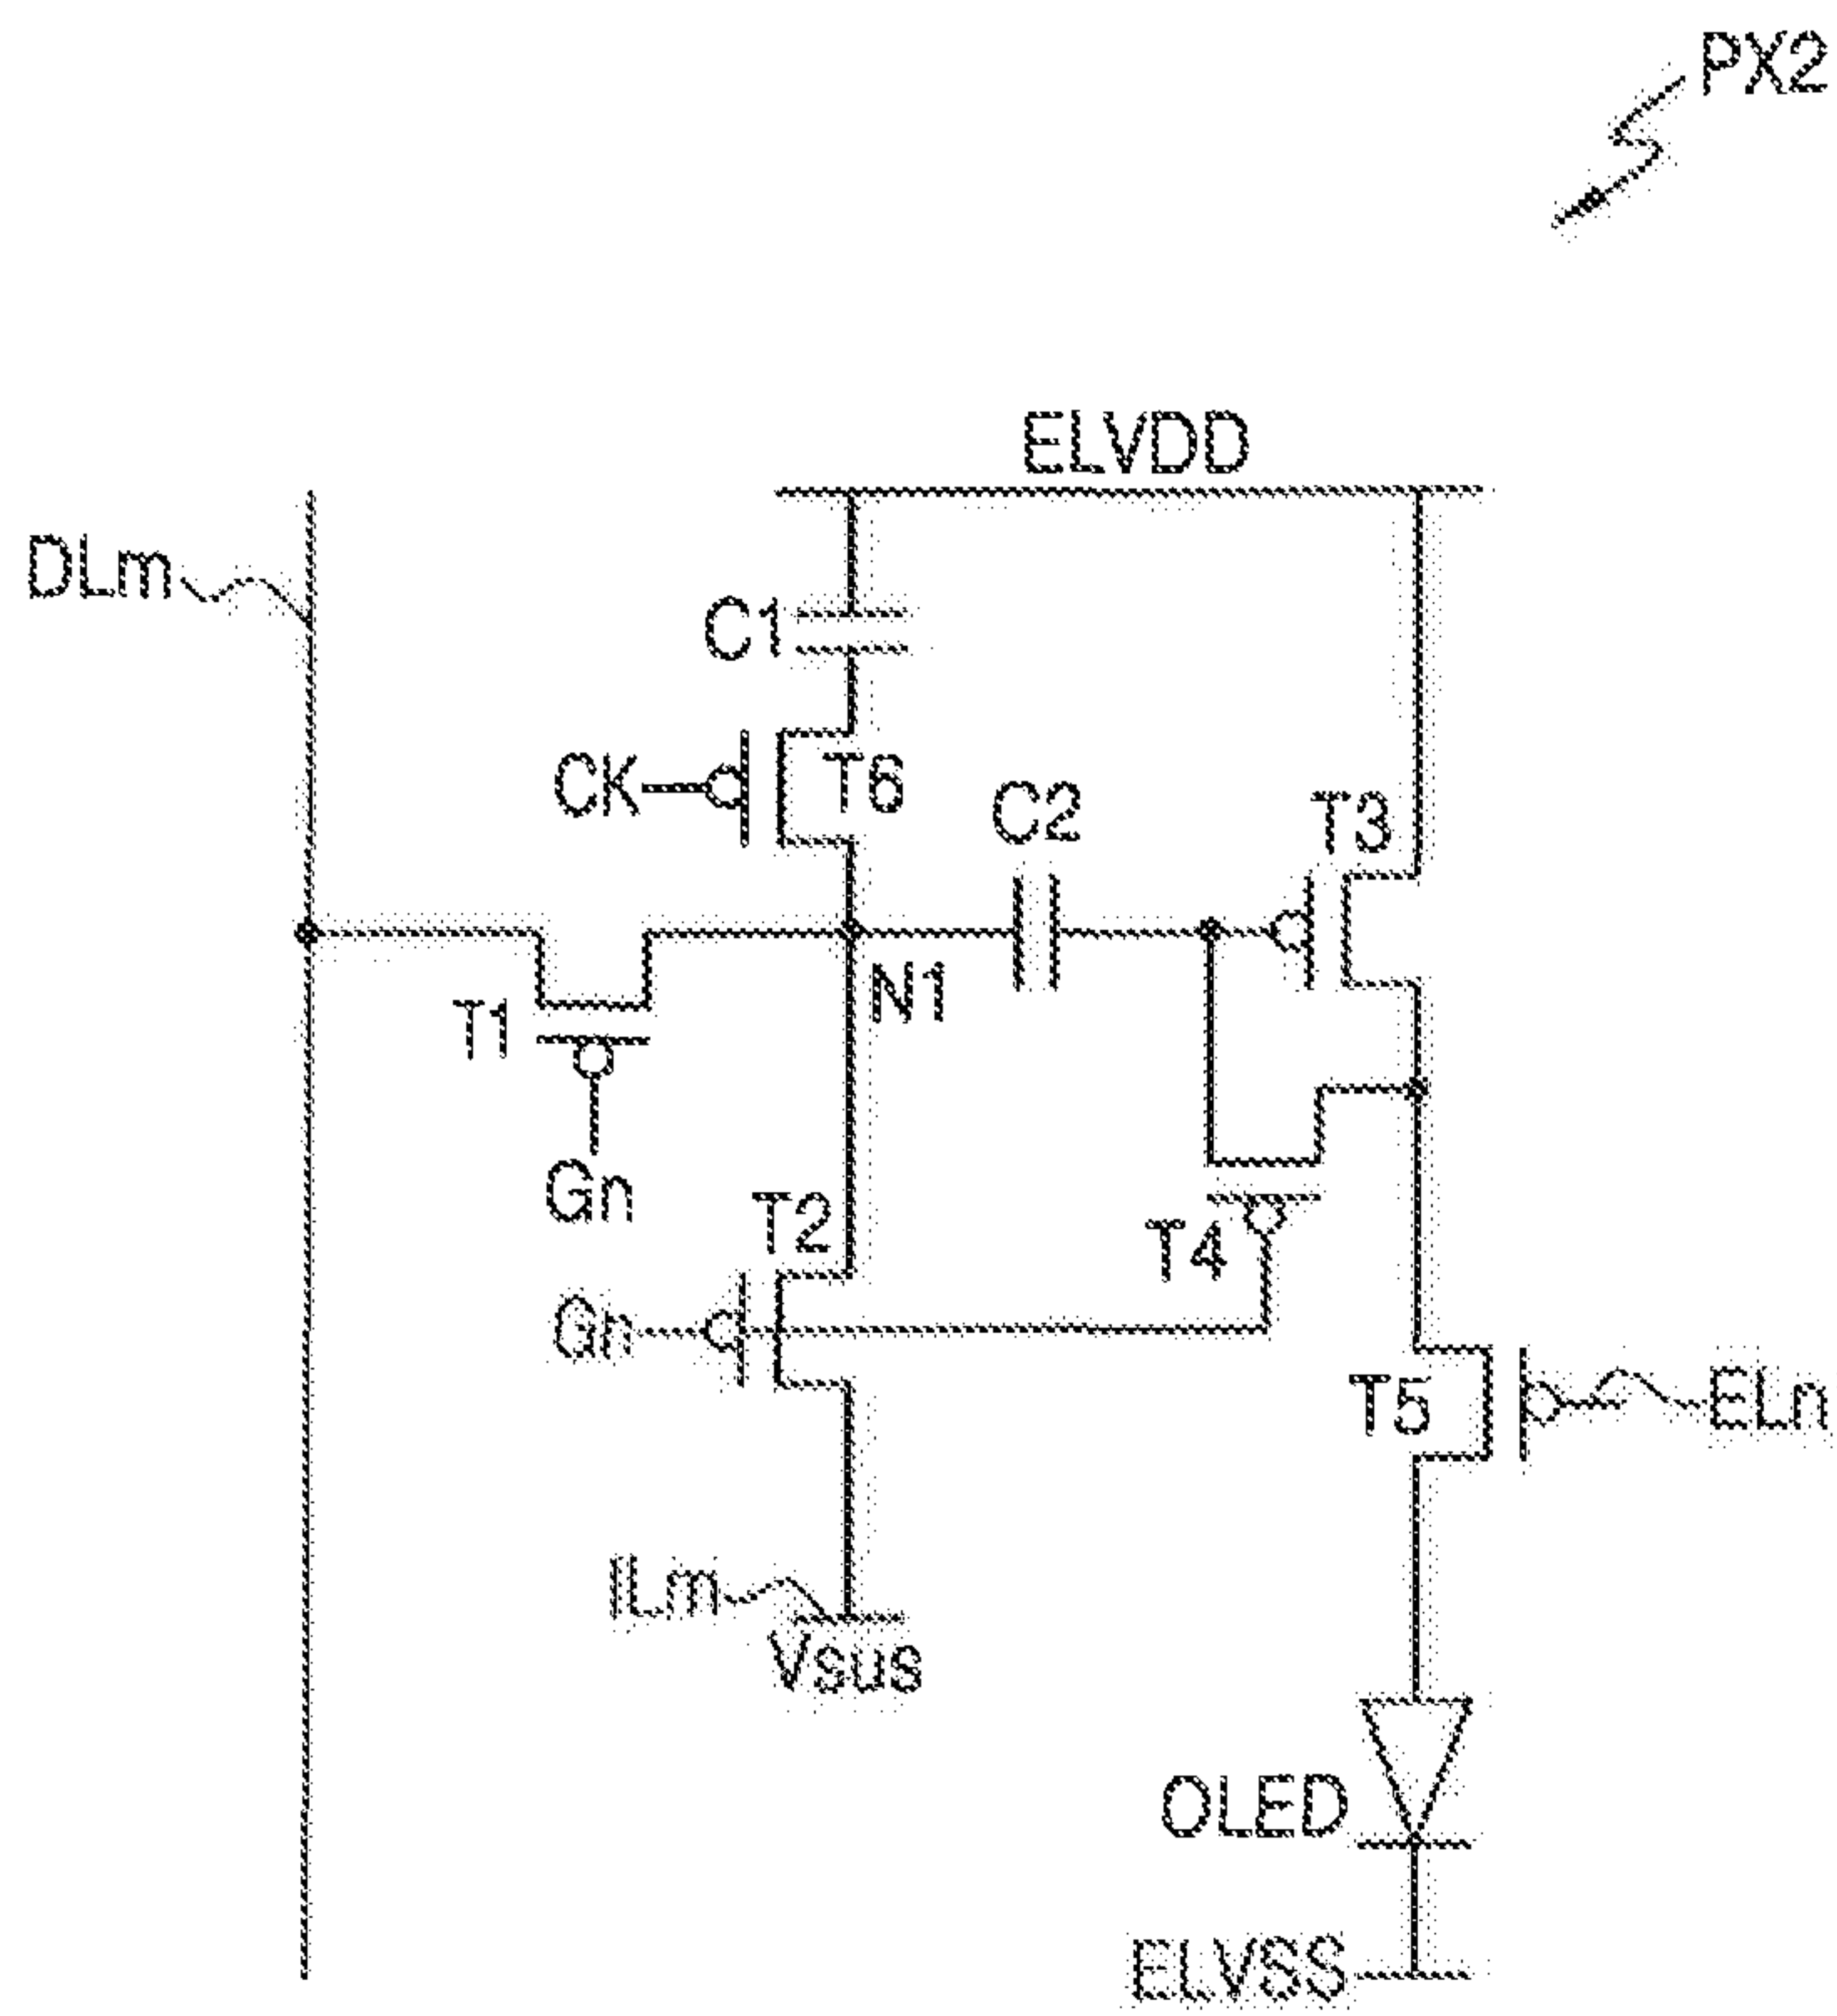 PX2
ELVDD
DLm
C1
CK
T6
C2
T3
N1
T1
Gn
T2
T4
Gn
T5
ELn
ILm
Vsus
OLED
ELVSS